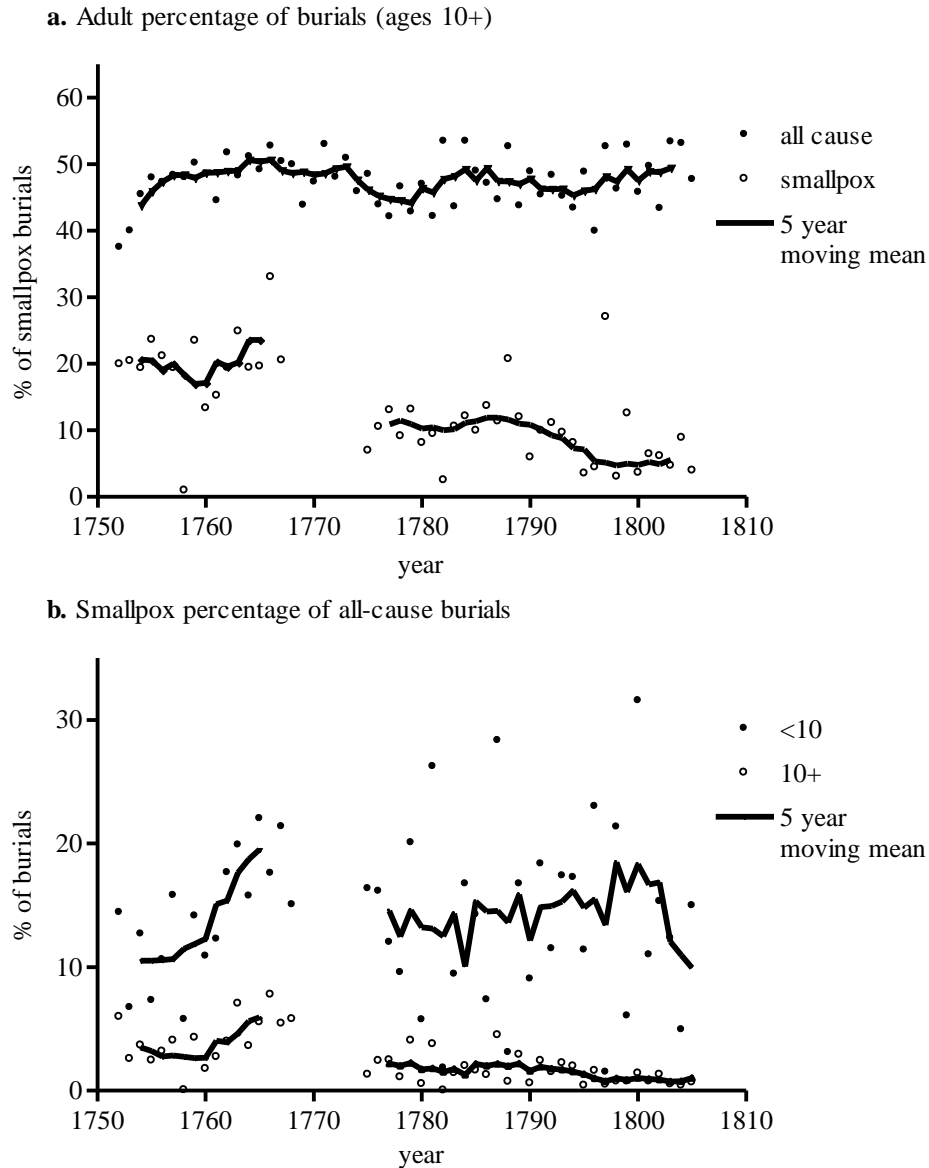 a. Adult percentage of burials (ages 10+)
60
50
40
30
20
10
0
% of smallpox burials
all cause
smallpox
5 year
moving mean
1750 1760 1770 1780 1790 1800 1810
year
b. Smallpox percentage of all-cause burials
30
20
10
0
% of burials
<10
10+
5 year
moving mean
1750 1760 1770 1780 1790 1800 1810
year